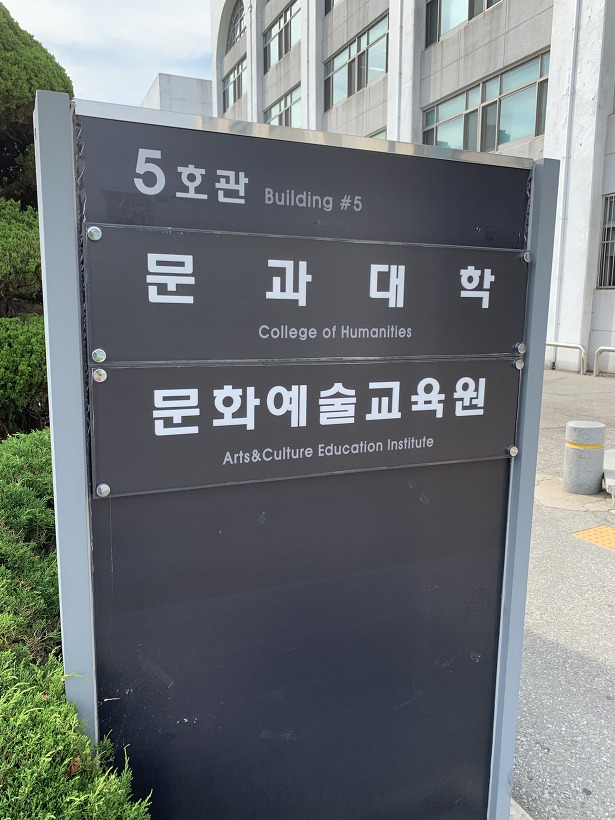 5호관 Building #5
문과대학
College of Humanities
문화예술교육원
Arts&Culture Education Institute